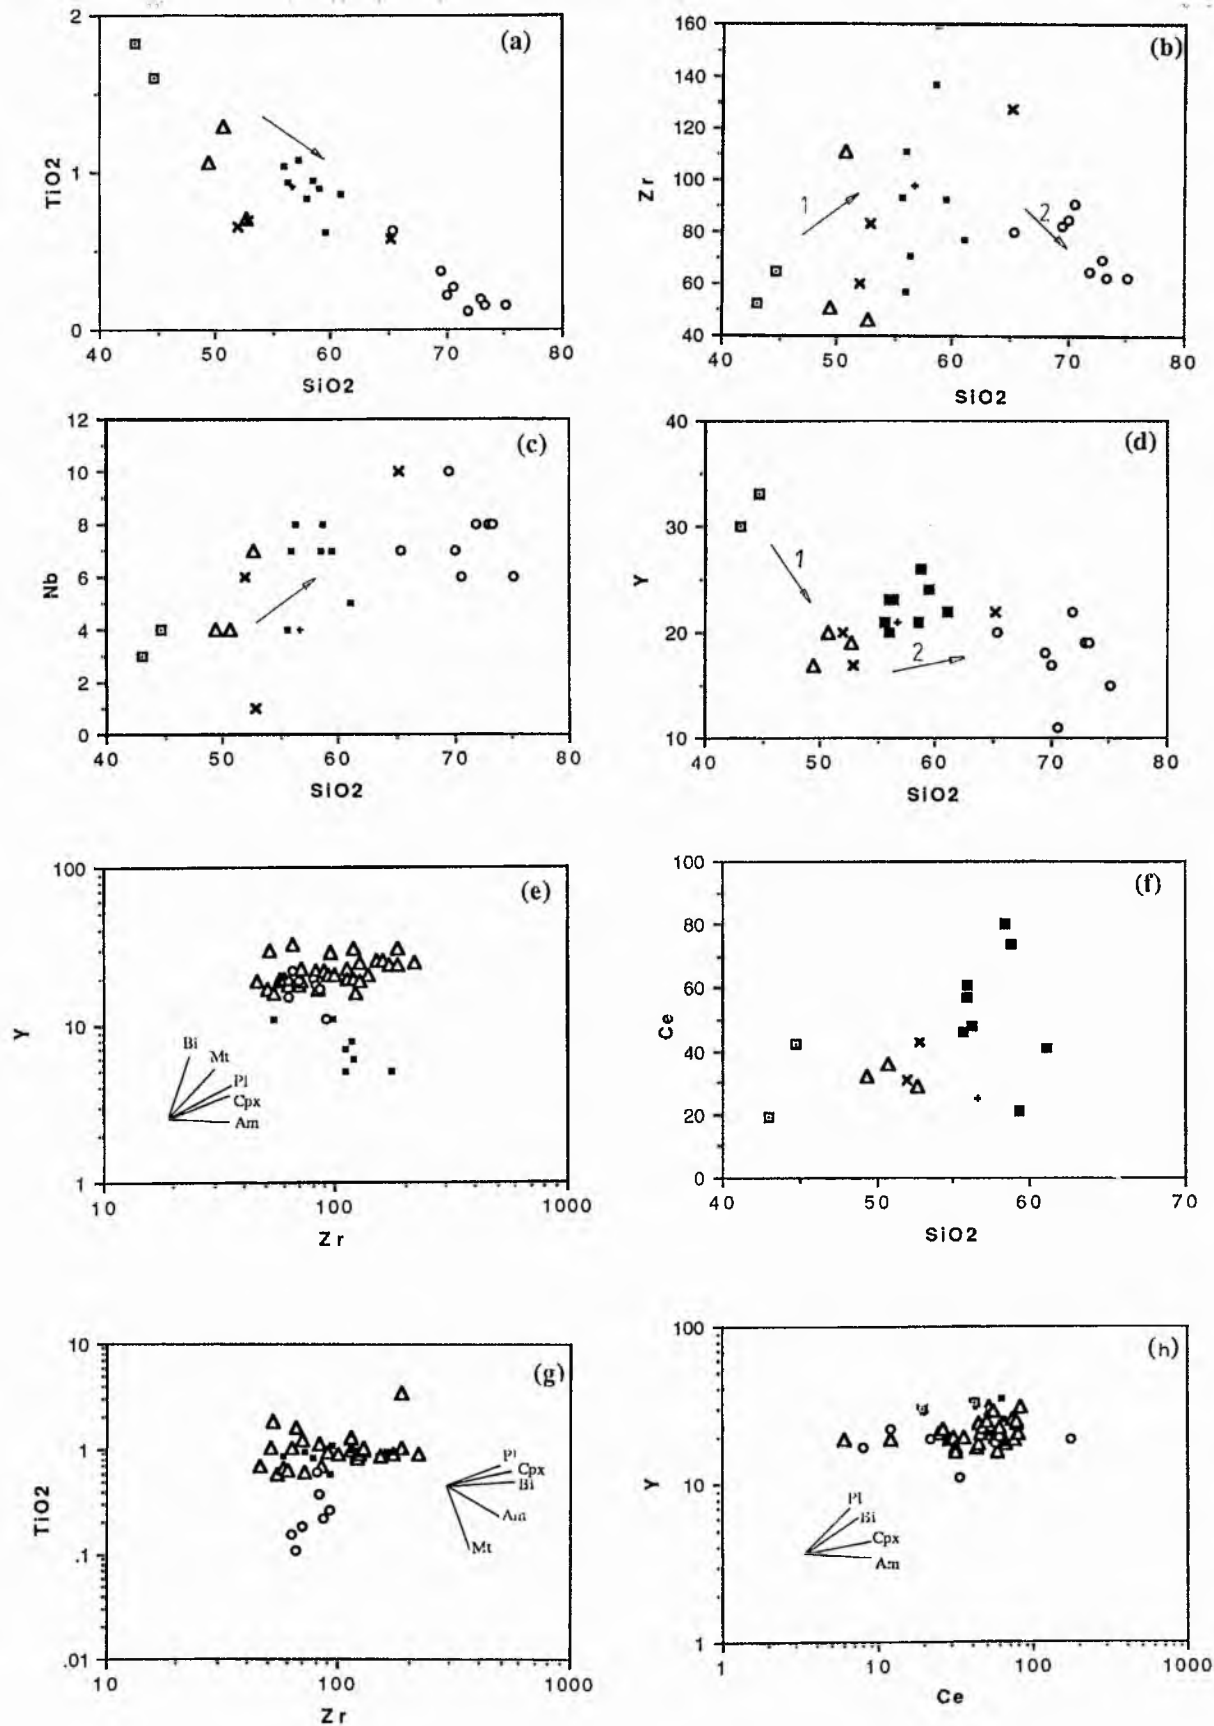 (a)
2
1
0
TiO2
40 50 60 70 80
SiO2
(b)
160
140
120
100
80
60
40
Zr
1
2
40 50 60 70 80
SiO2
(c)
12
10
8
6
4
2
0
Nb
40 50 60 70 80
SiO2
(d)
40
30
20
10
Y
1
2
40 50 60 70 80
SiO2
(e)
100
10
1
Y
Bi
Mt
Pl
Cpx
Am
10 100 1000
Zr
(f)
100
80
60
40
20
0
Ce
40 50 60 70
SiO2
(g)
10
1
.1
.01
TiO2
Pl
Cpx
Bi
Am
Mt
10 100 1000
Zr
(h)
100
10
1
Y
Pl
Bi
Cpx
Am
1 10 100 1000
Ce